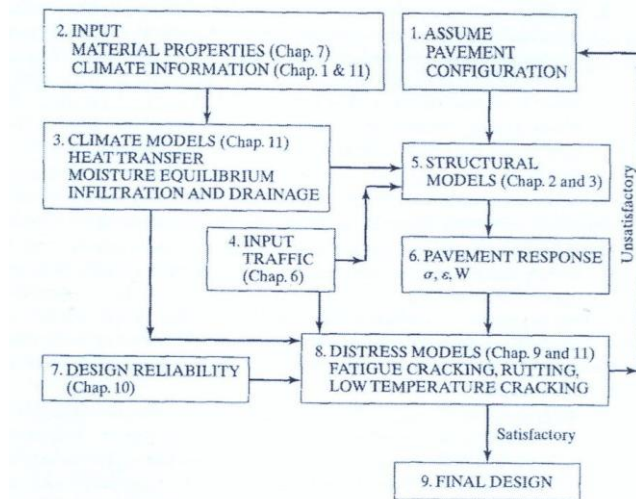 2. INPUT
MATERIAL PROPERTIES (Chap. 7)
CLIMATE INFORMATION (Chap. 1 & 11)
1. ASSUME
PAVEMENT
CONFIGURATION
3. CLIMATE MODELS (Chap. 11)
HEAT TRANSFER
MOISTURE EQUILIBRIUM
INFILTRATION AND DRAINAGE
5. STRUCTURAL
MODELS (Chap. 2 and 3)
4. INPUT
TRAFFIC
(Chap. 6)
6. PAVEMENT RESPONSE
σ, ε, W
Unsatisfactory
7. DESIGN RELIABILITY
(Chap. 10)
8. DISTRESS MODELS (Chap. 9 and 11)
FATIGUE CRACKING, RUTTING,
LOW TEMPERATURE CRACKING
Satisfactory
9. FINAL DESIGN